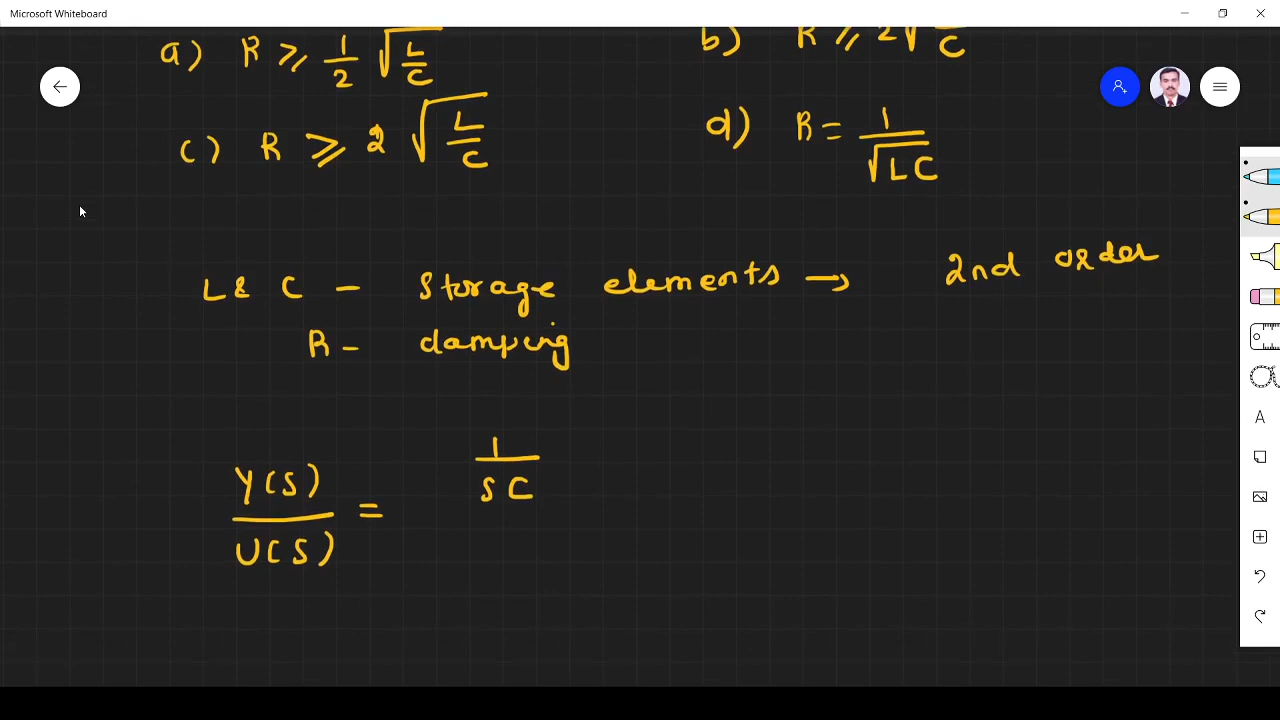 Microsoft Whiteboard
a) R ⩾ 1/2 √(L/C) b) R ⩾ 2√ /C
c) R ⩾ 2 √(L/C) d) R = 1/√LC
L & C - Storage elements → 2nd order
R - damping
Y(S)/U(S) = 1/SC
A